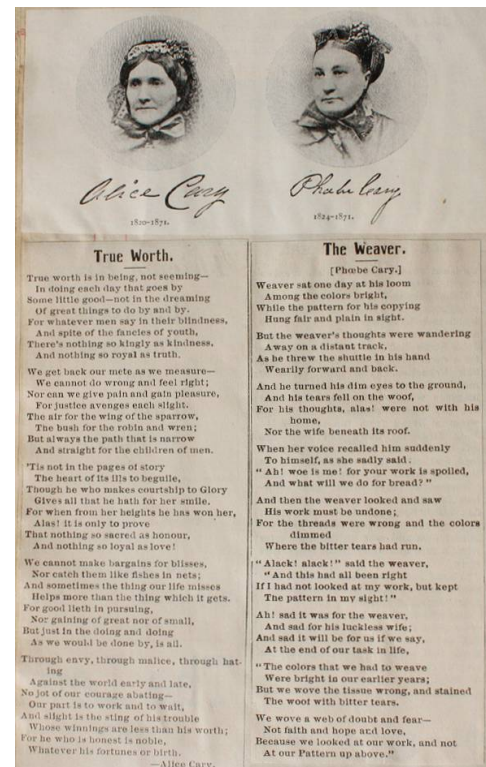 Alice Cary
1820-1871.
Phoebe Cary
1824-1871.
True Worth.
True worth is in being, not seeming—
In doing each day that goes by
Some little good—not in the dreaming
Of great things to do by and by.
For whatever men say in their blindness,
And spite of the fancies of youth,
There's nothing so kingly as kindness,
And nothing so royal as truth.
We get back our mete as we measure—
We cannot do wrong and feel right;
Nor can we give pain and gain pleasure,
For justice avenges each slight.
The air for the wing of the sparrow,
The bush for the robin and wren;
But always the path that is narrow
And straight for the children of men.
'Tis not in the pages of story
The heart of its ills to beguile,
Though he who makes courtship to Glory
Gives all that he hath for her smile.
For when from her heights he has won her,
Alas! it is only to prove
That nothing so sacred as honour,
And nothing so loyal as love!
We cannot make bargains for blisses,
Nor catch them like fishes in nets;
And sometimes the thing our life misses
Helps more than the thing which it gets.
For good lieth in pursuing,
Nor gaining of great nor of small,
But just in the doing and doing
As we would be done by, is all.
Through envy, through malice, through hat-
ing
Against the world early and late,
No jot of our courage abating—
Our part is to work and to wait,
And slight is the sting of his trouble
Whose winnings are less than his worth;
For he who is honest is noble,
Whatever his fortunes or birth.
—Alice Cary.
The Weaver.
[Phœbe Cary.]
Weaver sat one day at his loom
Among the colors bright,
While the pattern for his copying
Hung fair and plain in sight.
But the weaver's thoughts were wandering
Away on a distant track,
As he threw the shuttle in his hand
Wearily forward and back.
And he turned his dim eyes to the ground,
And his tears fell on the woof,
For his thoughts, alas! were not with his
home,
Nor the wife beneath its roof.
When her voice recalled him suddenly
To himself, as she sadly said.
"Ah! woe is me! for your work is spoiled,
And what will we do for bread?"
And then the weaver looked and saw
His work must be undone;
For the threads were wrong and the colors
dimmed
Where the bitter tears had run.
"Alack! alack!" said the weaver,
"And this had all been right
If I had not looked at my work, but kept
The pattern in my sight!"
Ah! sad it was for the weaver,
And sad for his luckless wife;
And sad it will be for us if we say,
At the end of our task in life,
"The colors that we had to weave
Were bright in our earlier years;
But we wove the tissue wrong, and stained
The woof with bitter tears.
We wove a web of doubt and fear—
Not faith and hope and love,
Because we looked at our work, and not
At our Pattern up above."